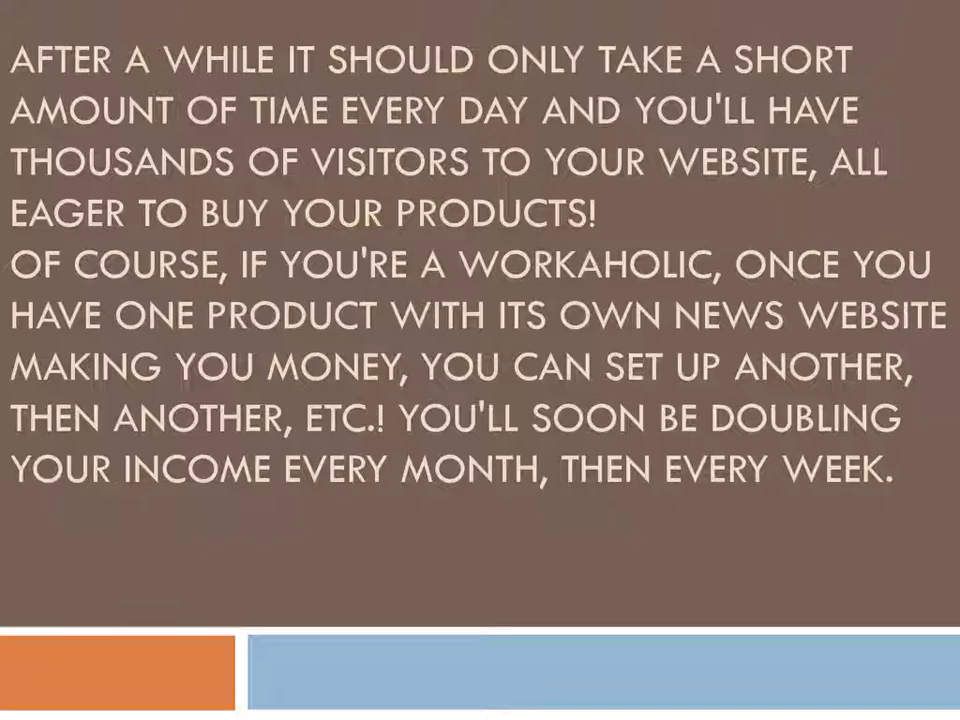 AFTER A WHILE IT SHOULD ONLY TAKE A SHORT
AMOUNT OF TIME EVERY DAY AND YOU'LL HAVE
THOUSANDS OF VISITORS TO YOUR WEBSITE, ALL
EAGER TO BUY YOUR PRODUCTS!
OF COURSE, IF YOU'RE A WORKAHOLIC, ONCE YOU
HAVE ONE PRODUCT WITH ITS OWN NEWS WEBSITE
MAKING YOU MONEY, YOU CAN SET UP ANOTHER,
THEN ANOTHER, ETC.! YOU'LL SOON BE DOUBLING
YOUR INCOME EVERY MONTH, THEN EVERY WEEK.